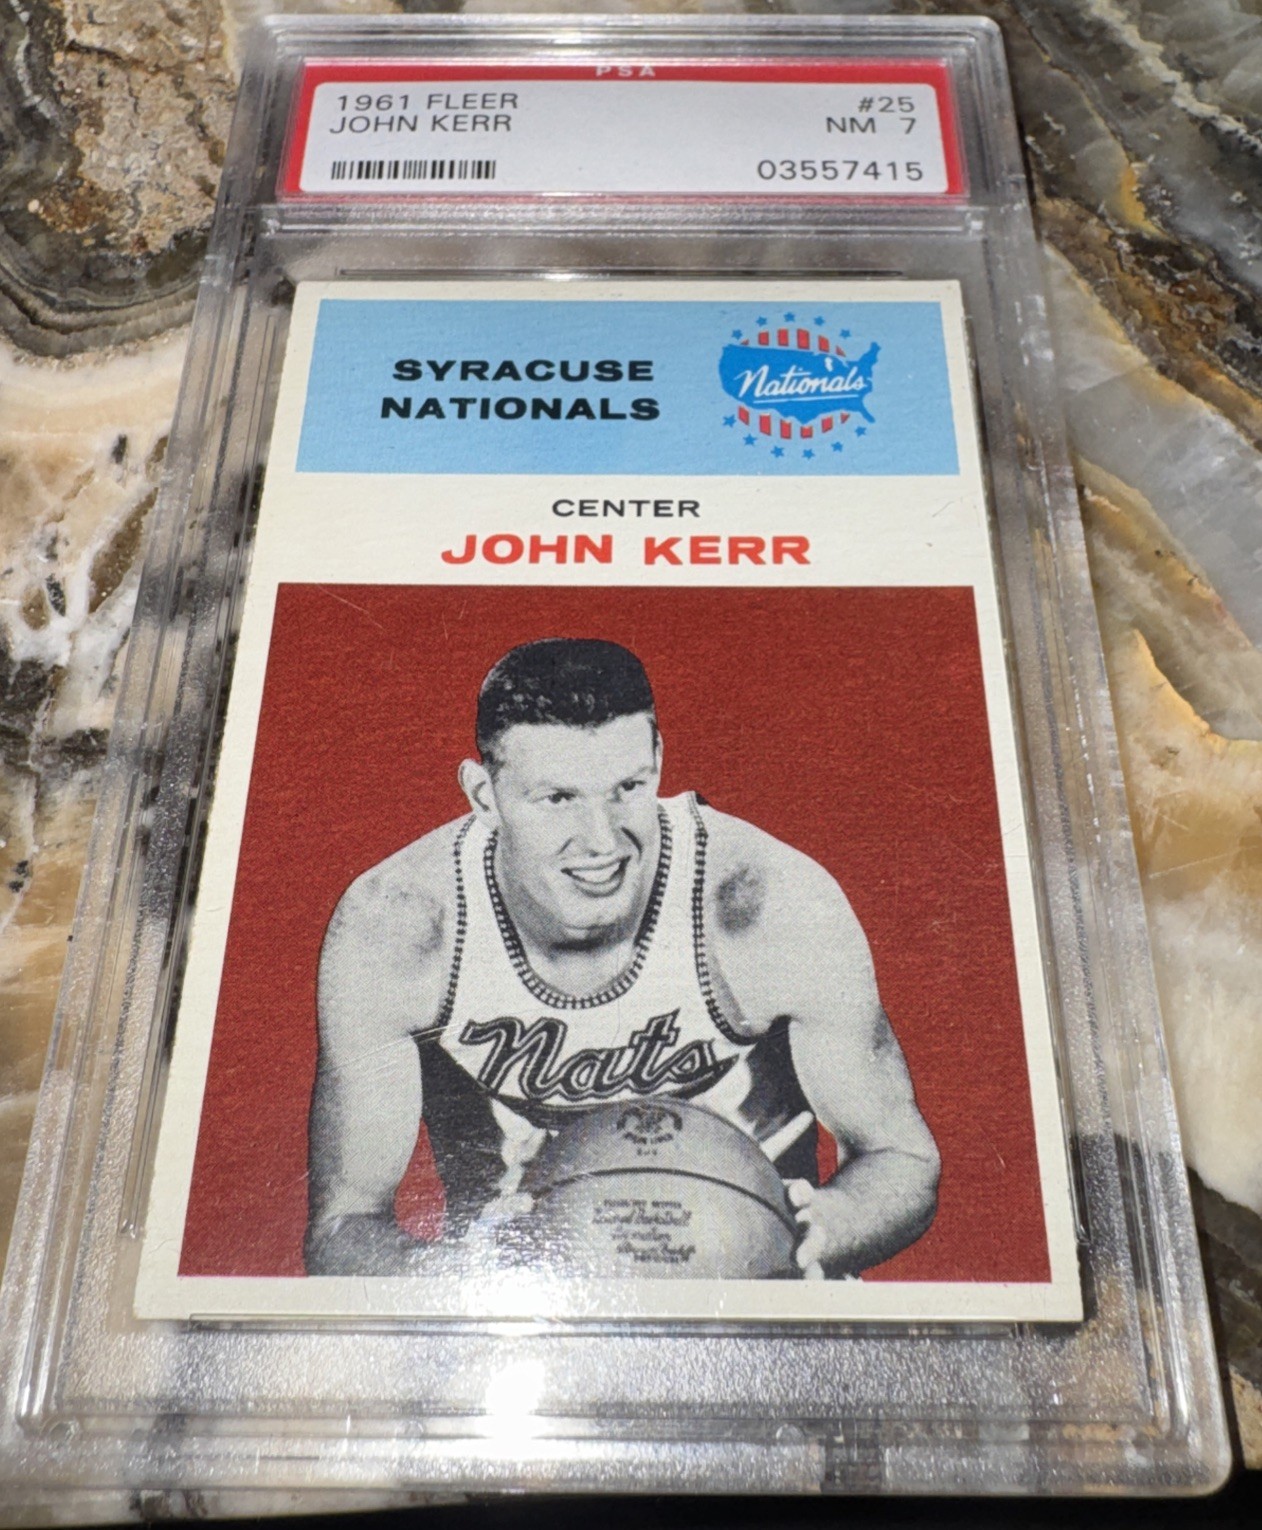 PSA
1961 FLEER #25
JOHN KERR NM 7
03557415
SYRACUSE
NATIONALS
Nationals
CENTER
JOHN KERR
Nats